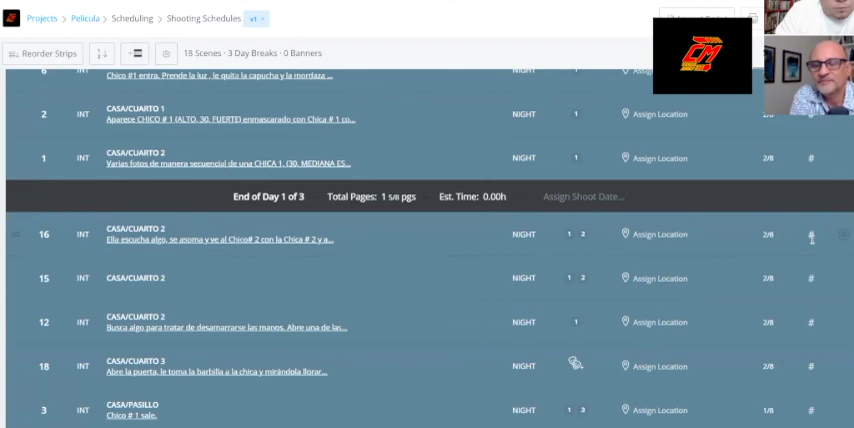 Projects > Película > Scheduling > Shooting Schedules v1
Reorder Strips
18 Scenes · 3 Day Breaks · 0 Banners
6 INT NIGHT 1
Chico #1 entra, Prende la luz , le quita la capucha y la mordaza ...
CASA/CUARTO 1
2 INT NIGHT 1 Assign Location 2/8 #
Aparece CHICO # 1 (ALTO, 30, FUERTE) enmascarado con Chica # 1 co...
CASA/CUARTO 2
1 INT NIGHT 1 Assign Location 2/8 #
Varias fotos de manera secuencial de una CHICA 1, (30, MEDIANA ES...
End of Day 1 of 3 Total Pages: 1 5/8 pgs Est. Time: 0.00h Assign Shoot Date...
CASA/CUARTO 2
16 INT NIGHT 1 2 Assign Location 2/8 #
Ella escucha algo, se asoma y ve al Chico# 2 con la Chica # 2 y a...
15 INT CASA/CUARTO 2 NIGHT 1 2 Assign Location 2/8 #
CASA/CUARTO 2
12 INT NIGHT 1 Assign Location 2/8 #
Busca algo para tratar de desamarrarse las manos. Abre una de las...
CASA/CUARTO 3
18 INT NIGHT Assign Location 2/8 #
Abre la puerta, le toma la barbilla a la chica y mirándola llorar...
CASA/PASILLO
3 INT NIGHT 1 3 Assign Location 1/8 #
Chico # 1 sale.
CM